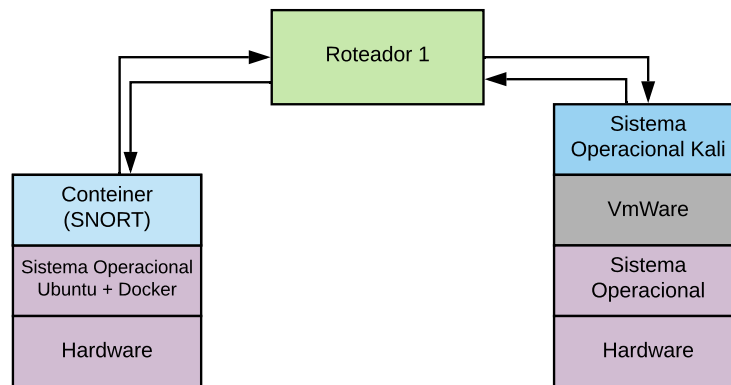 Roteador 1
Conteiner
(SNORT)
Sistema Operacional
Ubuntu + Docker
Hardware
Sistema
Operacional Kali
VmWare
Sistema
Operacional
Hardware